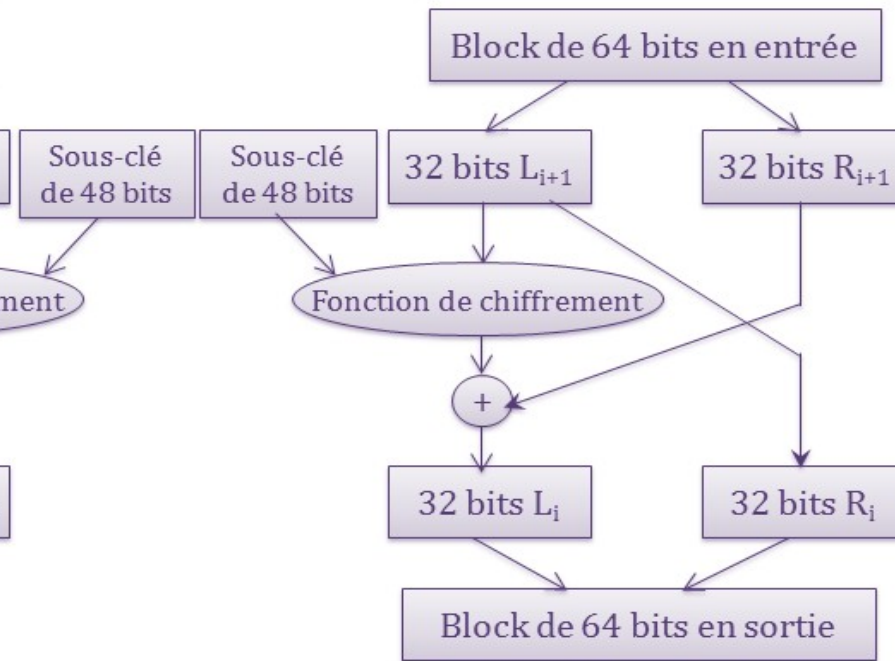 Block de 64 bits en entrée
Sous-clé
de 48 bits
Sous-clé
de 48 bits
32 bits Lᵢ₊₁
32 bits Rᵢ₊₁
Fonction de chiffrement
+
32 bits Lᵢ
32 bits Rᵢ
Block de 64 bits en sortie